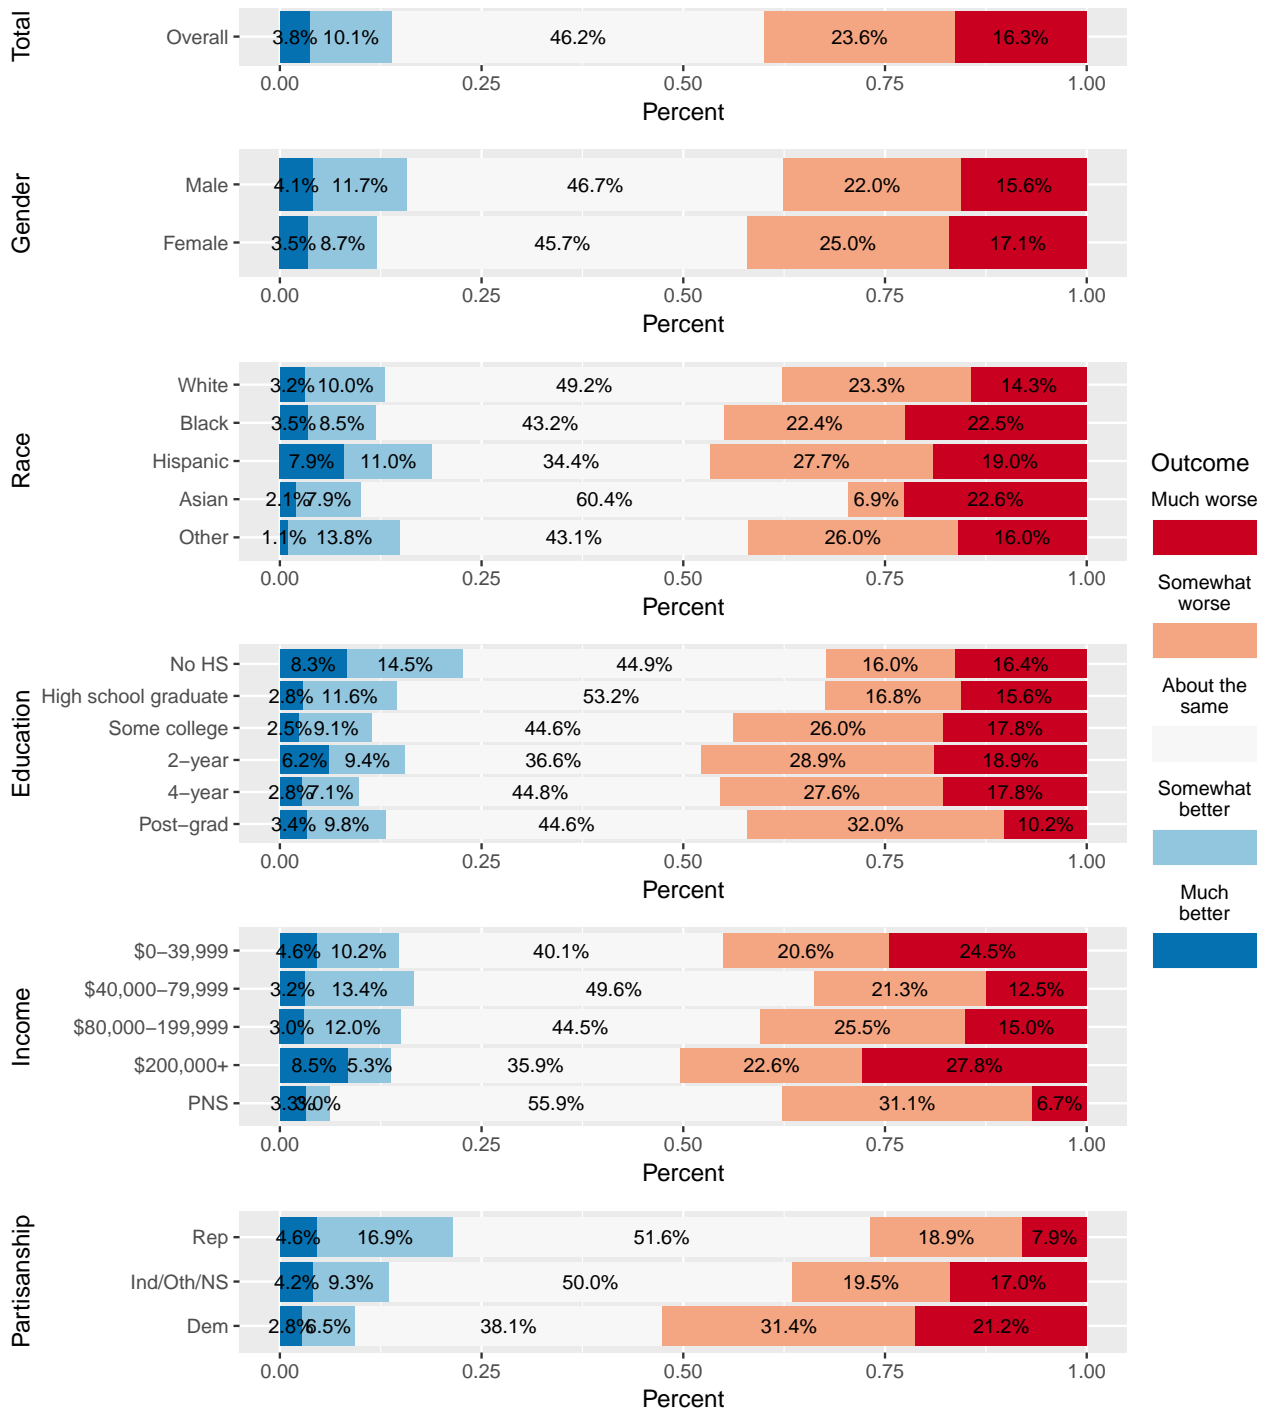 Total
Overall
3.8% 10.1% 46.2% 23.6% 16.3%
0.00 0.25 0.50 0.75 1.00
Percent
Gender
Male
4.1% 11.7% 46.7% 22.0% 15.6%
Female
3.5% 8.7% 45.7% 25.0% 17.1%
0.00 0.25 0.50 0.75 1.00
Percent
Race
White
3.2% 10.0% 49.2% 23.3% 14.3%
Black
3.5% 8.5% 43.2% 22.4% 22.5%
Hispanic
7.9% 11.0% 34.4% 27.7% 19.0%
Asian
2.1% 7.9% 60.4% 6.9% 22.6%
Other
1.1% 13.8% 43.1% 26.0% 16.0%
0.00 0.25 0.50 0.75 1.00
Percent
Education
No HS
8.3% 14.5% 44.9% 16.0% 16.4%
High school graduate
2.8% 11.6% 53.2% 16.8% 15.6%
Some college
2.5% 9.1% 44.6% 26.0% 17.8%
2−year
6.2% 9.4% 36.6% 28.9% 18.9%
4−year
2.8% 7.1% 44.8% 27.6% 17.8%
Post−grad
3.4% 9.8% 44.6% 32.0% 10.2%
0.00 0.25 0.50 0.75 1.00
Percent
Income
$0−39,999
4.6% 10.2% 40.1% 20.6% 24.5%
$40,000−79,999
3.2% 13.4% 49.6% 21.3% 12.5%
$80,000−199,999
3.0% 12.0% 44.5% 25.5% 15.0%
$200,000+
8.5% 5.3% 35.9% 22.6% 27.8%
PNS
3.3% 3.0% 55.9% 31.1% 6.7%
0.00 0.25 0.50 0.75 1.00
Percent
Partisanship
Rep
4.6% 16.9% 51.6% 18.9% 7.9%
Ind/Oth/NS
4.2% 9.3% 50.0% 19.5% 17.0%
Dem
2.8% 6.5% 38.1% 31.4% 21.2%
0.00 0.25 0.50 0.75 1.00
Percent
Outcome
Much worse
Somewhat
worse
About the
same
Somewhat
better
Much
better